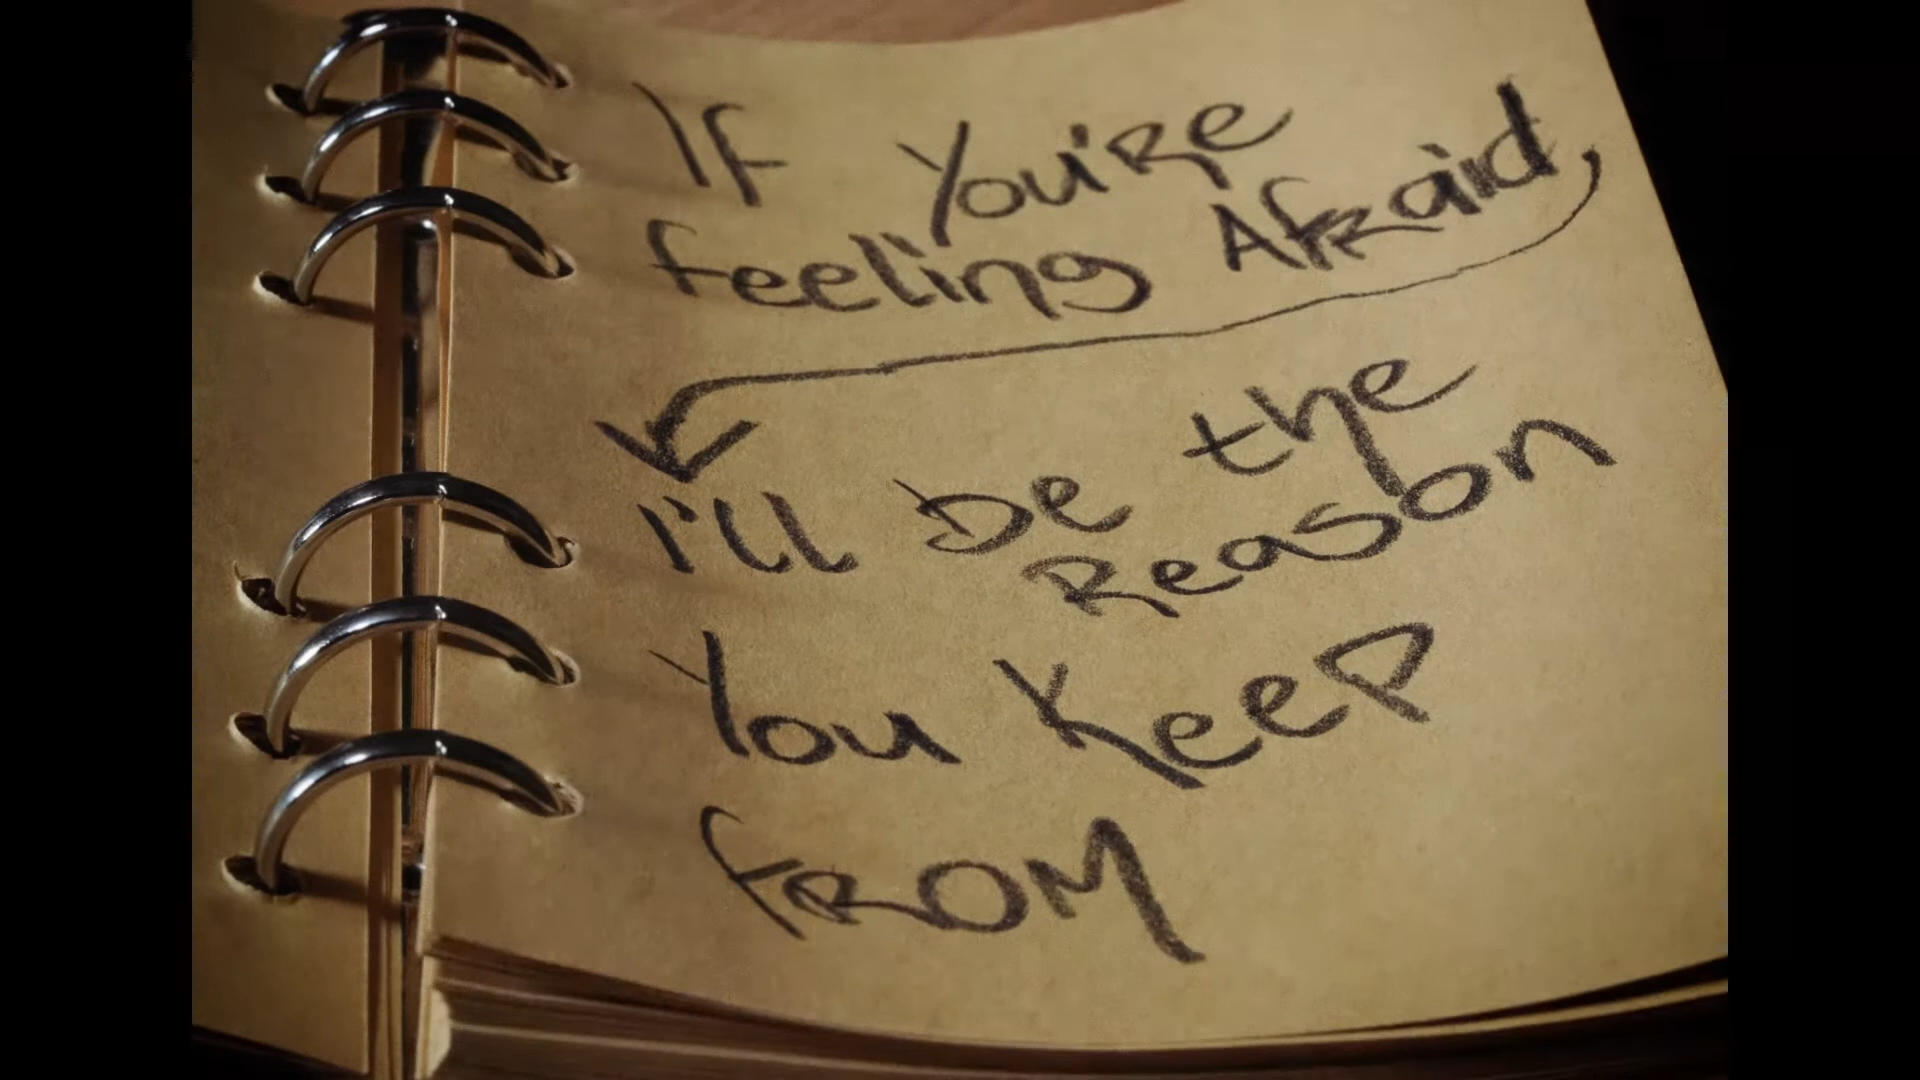 If You're
feeling Afraid,
I'll be the
Reason
You Keep
from